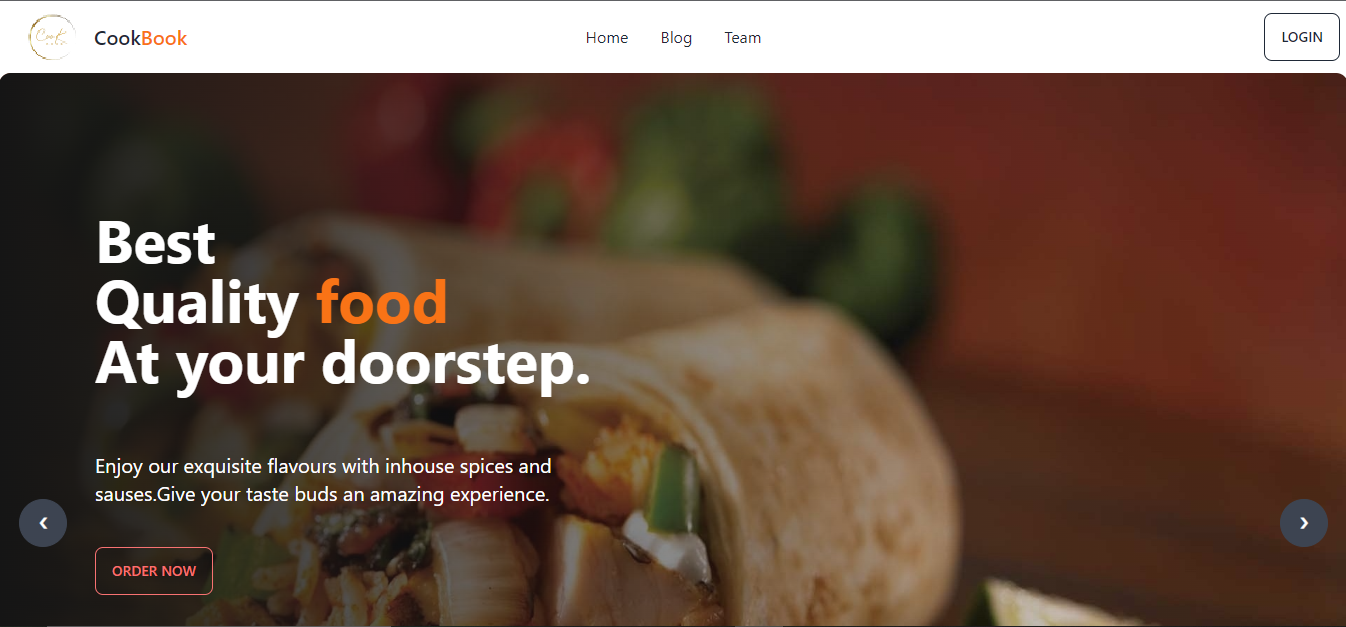 Cook
CookBook
Home
Blog
Team
LOGIN
Best
Quality food
At your doorstep.
Enjoy our exquisite flavours with inhouse spices and
sauses.Give your taste buds an amazing experience.
ORDER NOW